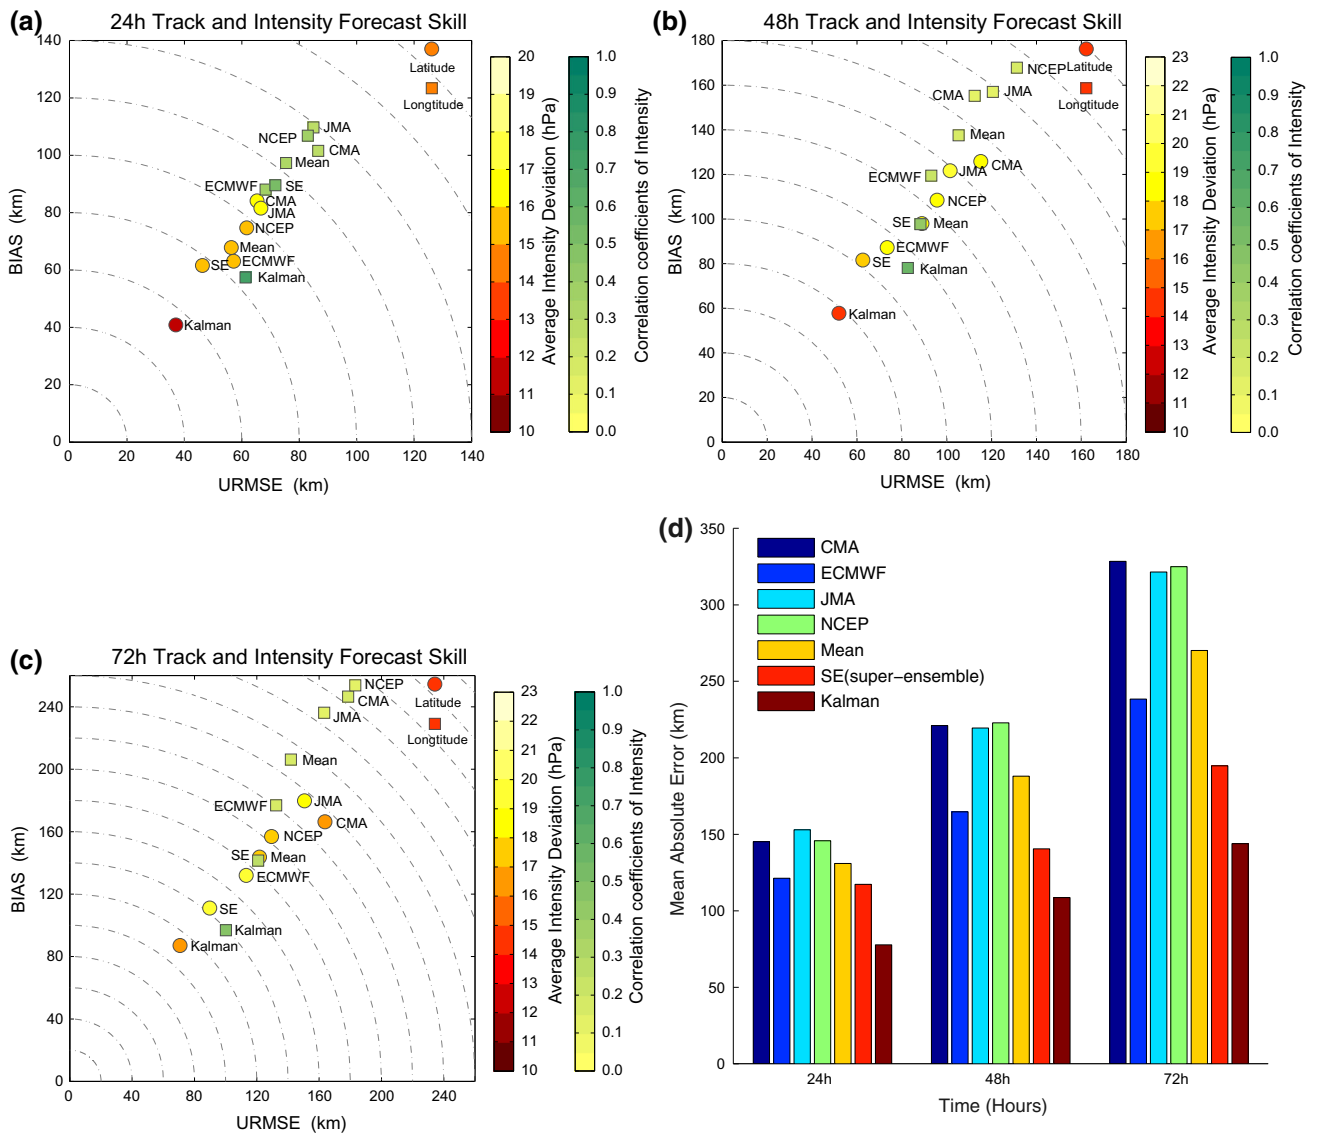 (a)
24h Track and Intensity Forecast Skill
140
120
100
80
60
40
20
0
BIAS (km)
0 20 40 60 80 100 120 140
URMSE (km)
Latitude
Longtitude
JMA
NCEP
CMA
Mean
ECMWF
SE
CMA
JMA
NCEP
Mean
ECMWF
SE
Kalman
Kalman
20
19
18
17
16
15
14
13
12
11
10
Average Intensity Deviation (hPa)
1.0
0.9
0.8
0.7
0.6
0.5
0.4
0.3
0.2
0.1
0.0
Correlation coefficients of Intensity
(b)
48h Track and Intensity Forecast Skill
180
160
140
120
100
80
60
40
20
0
BIAS (km)
0 20 40 60 80 100 120 140 160 180
URMSE (km)
NCEP
Latitude
Longtitude
CMA
JMA
Mean
CMA
JMA
ECMWF
NCEP
SE
Mean
ECMWF
SE
Kalman
Kalman
23
22
21
20
19
18
17
16
15
14
13
12
11
10
Average Intensity Deviation (hPa)
1.0
0.9
0.8
0.7
0.6
0.5
0.4
0.3
0.2
0.1
0.0
Correlation coefficients of Intensity
(c)
72h Track and Intensity Forecast Skill
240
200
160
120
80
40
0
BIAS (km)
0 40 80 120 160 200 240
URMSE (km)
NCEP
CMA
JMA
Latitude
Longtitude
Mean
ECMWF
JMA
CMA
NCEP
SE
Mean
ECMWF
SE
Kalman
Kalman
23
22
21
20
19
18
17
16
15
14
13
12
11
10
Average Intensity Deviation (hPa)
1.0
0.9
0.8
0.7
0.6
0.5
0.4
0.3
0.2
0.1
0.0
Correlation coefficients of Intensity
(d)
350
300
250
200
150
100
50
0
Mean Absolute Error (km)
CMA
ECMWF
JMA
NCEP
Mean
SE(super-ensemble)
Kalman
24h 48h 72h
Time (Hours)